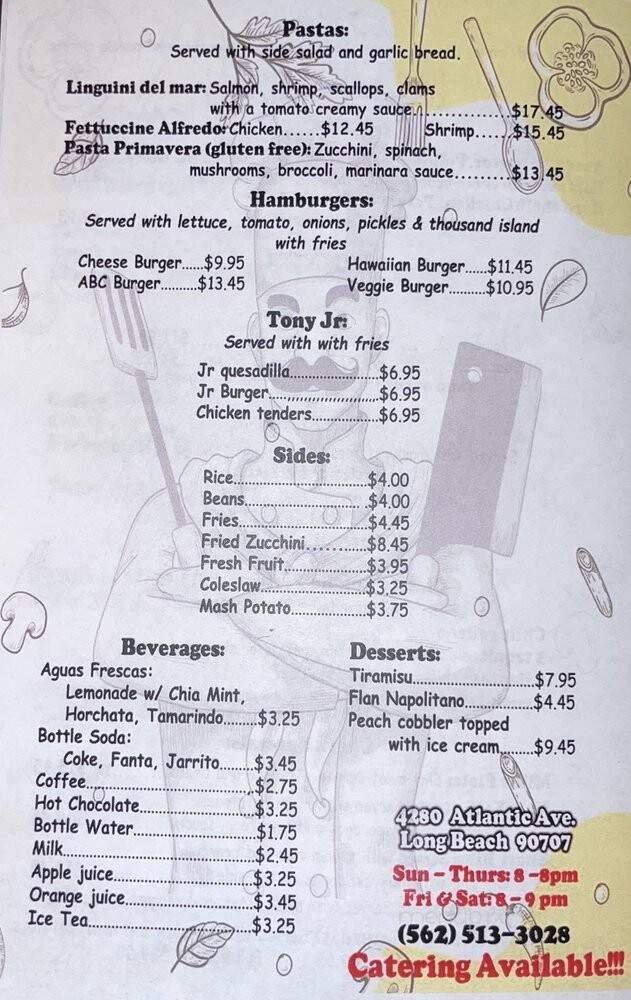 Pastas:
Served with side salad and garlic bread.
Linguini del mar: Salmon, shrimp, scallops, clams
with a tomato creamy sauce..............$17.45
Fettuccine Alfredo: Chicken......$12.45 Shrimp......$15.45
Pasta Primavera (gluten free): Zucchini, spinach,
mushrooms, broccoli, marinara sauce.........$13.45
Hamburgers:
Served with lettuce, tomato, onions, pickles & thousand island
with fries
Cheese Burger......$9.95 Hawaiian Burger......$11.45
ABC Burger..........$13.45 Veggie Burger..........$10.95
Tony Jr:
Served with with fries
Jr quesadilla......................$6.95
Jr Burger....,,,,,,,,,,,,,,,,,,,,,,,$6.95
Chicken tenders................$6.95
Sides:
Rice.................................$4.00
Beans............................ ..$4.00
Fries................................$4.45
Fried Zucchini...............$8.45
Fresh Fruit....................$3.95
Coleslaw..........................$3.25
Mash Potato...................$3.75
Beverages:
Aguas Frescas:
Lemonade w/ Chia Mint,
Horchata, Tamarindo.........$3.25
Bottle Soda:
Coke, Fanta, Jarrito........$3.45
Coffee........................................$2.75
Hot Chocolate...........................$3.25
Bottle Water..............................$1.75
Milk.............................................$2.45
Apple juice..................................$3.25
Orange juice...............................$3.45
Ice Tea........................................$3.25
Desserts:
Tiramisu..............................$7.95
Flan Napolitano.................$4.45
Peach cobbler topped
with ice cream.........$9.45
4280 Atlantic Ave.
Long Beach 90707
Sun - Thurs: 8 -8pm
Fri & Sat: 8 - 9 pm
(562) 513-3028
Catering Available!!!